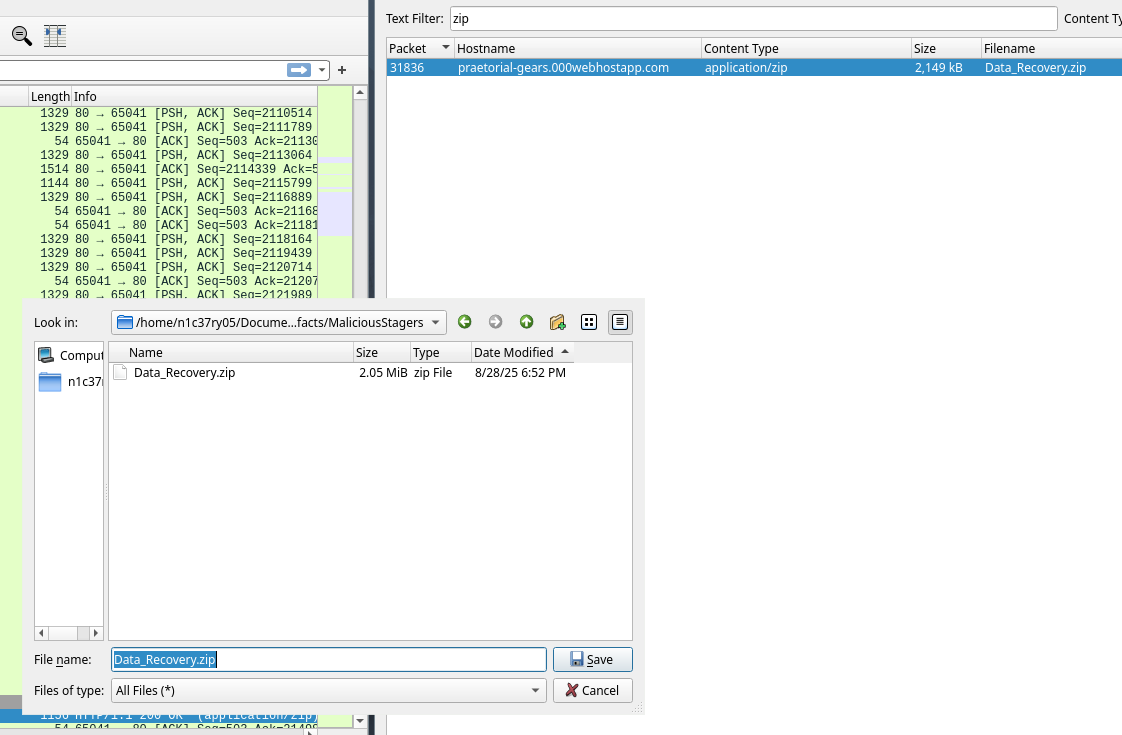 Text Filter: zip Content Ty
Packet Hostname Content Type Size Filename
31836 praetorial-gears.000webhostapp.com application/zip 2,149 kB Data_Recovery.zip
+
Length Info
1329 80 → 65041 [PSH, ACK] Seq=2110514
1329 80 → 65041 [PSH, ACK] Seq=2111789
54 65041 → 80 [ACK] Seq=503 Ack=21130
1329 80 → 65041 [PSH, ACK] Seq=2113064
1514 80 → 65041 [ACK] Seq=2114339 Ack=5
1144 80 → 65041 [PSH, ACK] Seq=2115799
1329 80 → 65041 [PSH, ACK] Seq=2116889
54 65041 → 80 [ACK] Seq=503 Ack=21168
54 65041 → 80 [ACK] Seq=503 Ack=21181
1329 80 → 65041 [PSH, ACK] Seq=2118164
1329 80 → 65041 [PSH, ACK] Seq=2119439
1329 80 → 65041 [PSH, ACK] Seq=2120714
54 65041 → 80 [ACK] Seq=503 Ack=21207
1329 80 → 65041 [PSH, ACK] Seq=2121989
Look in: /home/n1c37ry05/Docume...facts/MaliciousStagers
Comput
n1c37r
Name Size Type Date Modified
Data_Recovery.zip 2.05 MiB zip File 8/28/25 6:52 PM
File name: Data_Recovery.zip Save
Files of type: All Files (*) Cancel
HTTP/1.1 200 OK (application/zip)
54 65041 → 80 [ACK] Seq=503